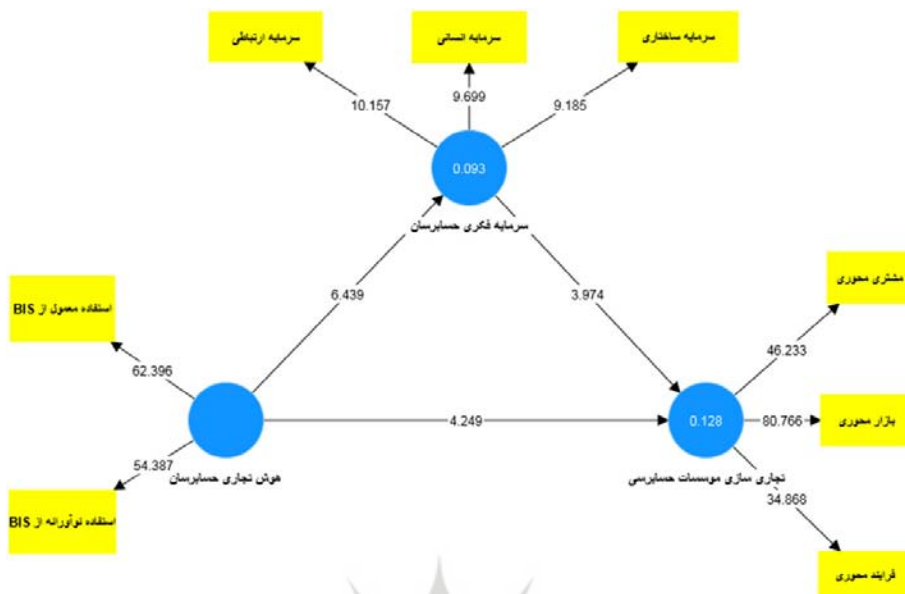 سرمایه ارتباطی
سرمایه انسانی
سرمایه ساختاری
10.157
9.699
9.185
0.093
سرمایه فکری حسابرسان
6.439
3.974
استفاده معمول از BIS
مشتری محوری
62.396
46.233
4.249
0.128
80.766
بازار محوری
54.387
هوش تجاری حسابرسان
تجاری سازی موسسات حسابرسی
34.868
استفاده نوآورانه از BIS
فرایند محوری